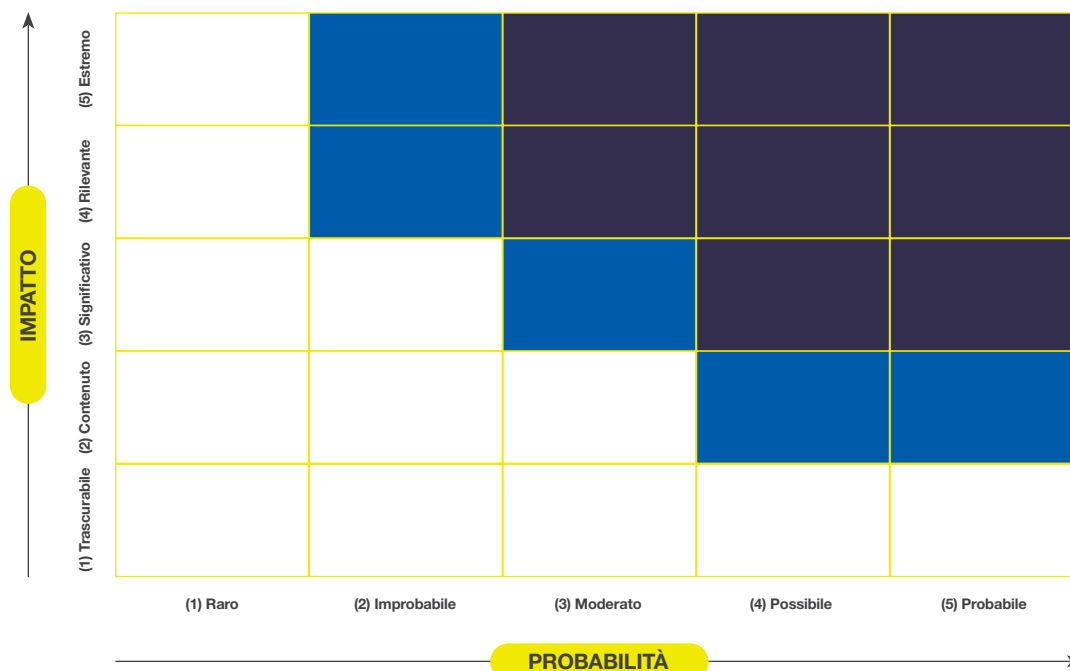 IMPATTO
(5) Estremo
(4) Rilevante
(3) Significativo
(2) Contenuto
(1) Trascurabile
(1) Raro
(2) Improbabile
(3) Moderato
(4) Possibile
(5) Probabile
PROBABILITÀ